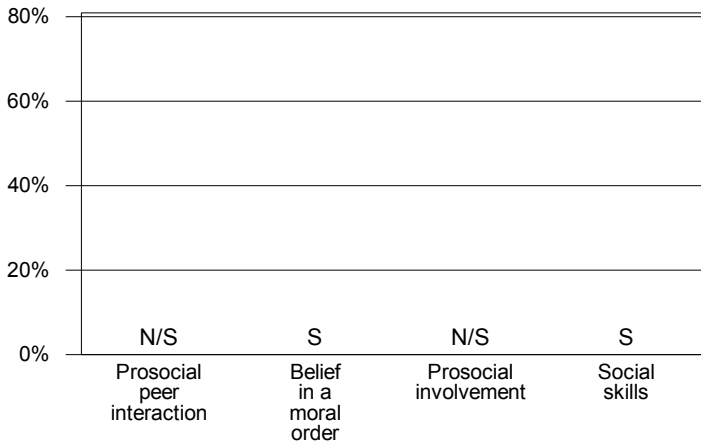 80%
60%
40%
20%
0%
N/S S N/S S
Prosocial
peer
interaction
Belief
in a
moral
order
Prosocial
involvement
Social
skills